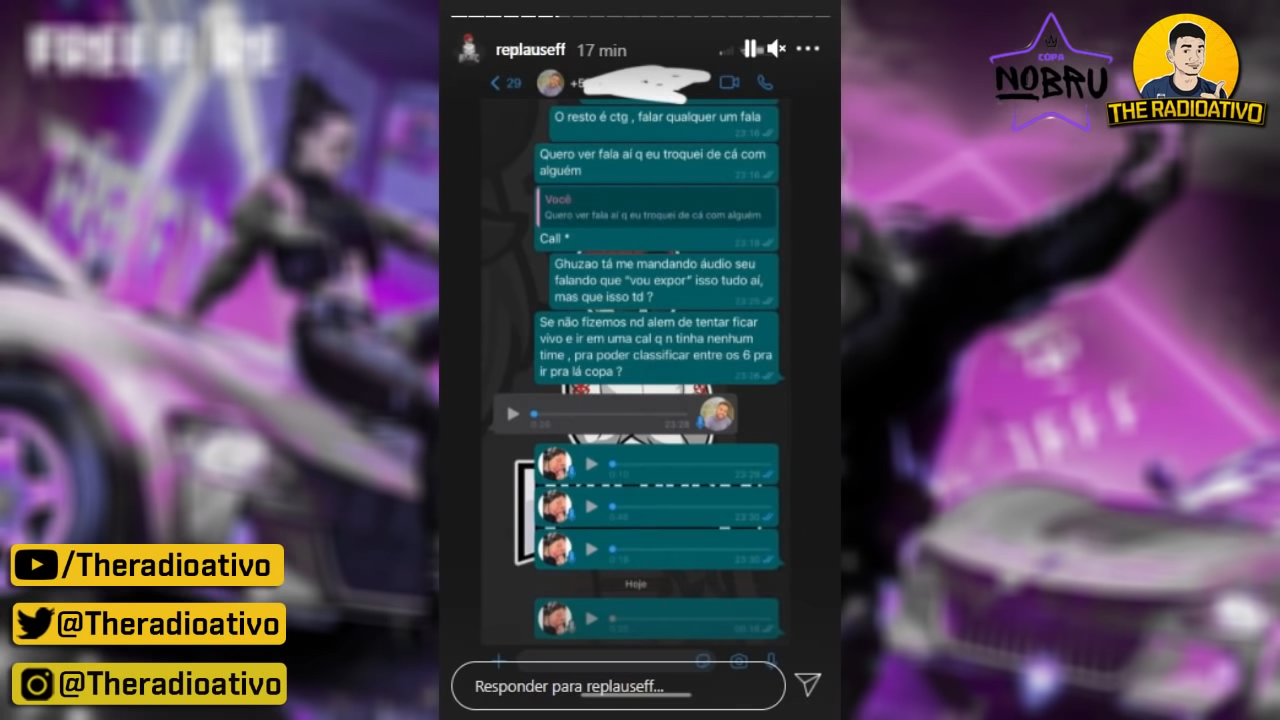 FREE FIRE
replauseff 17 min
COPA
NOBRU
THE RADIOATIVO
29
O resto é ctg , falar qualquer um fala
23:16
Quero ver fala aí q eu troquei de cá com
alguém
23:16
Você
Quero ver fala aí q eu troquei de cá com alguém
Call *
23:18
Ghuzao tá me mandando áudio seu
falando que “vou expor” isso tudo aí,
mas que isso td ?
23:25
Se não fizemos nd alem de tentar ficar
vivo e ir em uma cal q n tinha nenhum
time , pra poder classificar entre os 6 pra
ir pra lá copa ?
23:26
23:28
23:29
23:30
23:30
Hoje
/Theradioativo
@Theradioativo
@Theradioativo
Responder para replauseff...